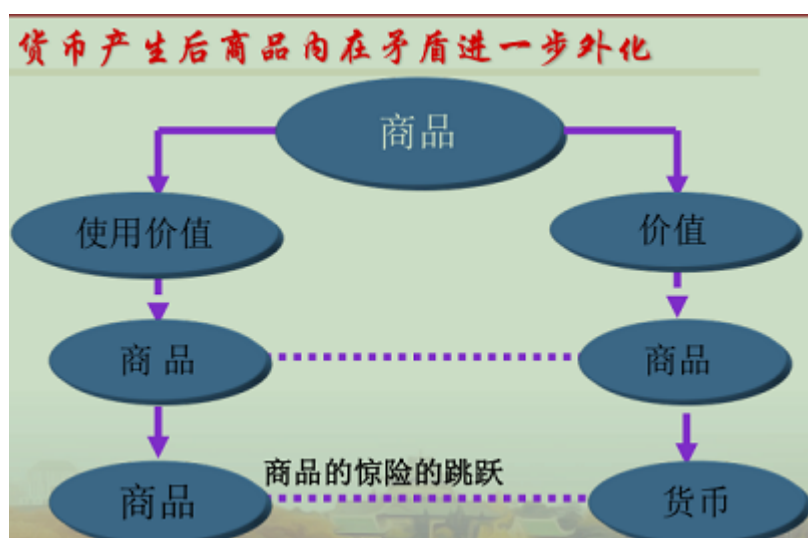 货币产生后商品内在矛盾进一步外化
商品
使用价值
价值
商 品
商品
商品的惊险的跳跃
商品
货币